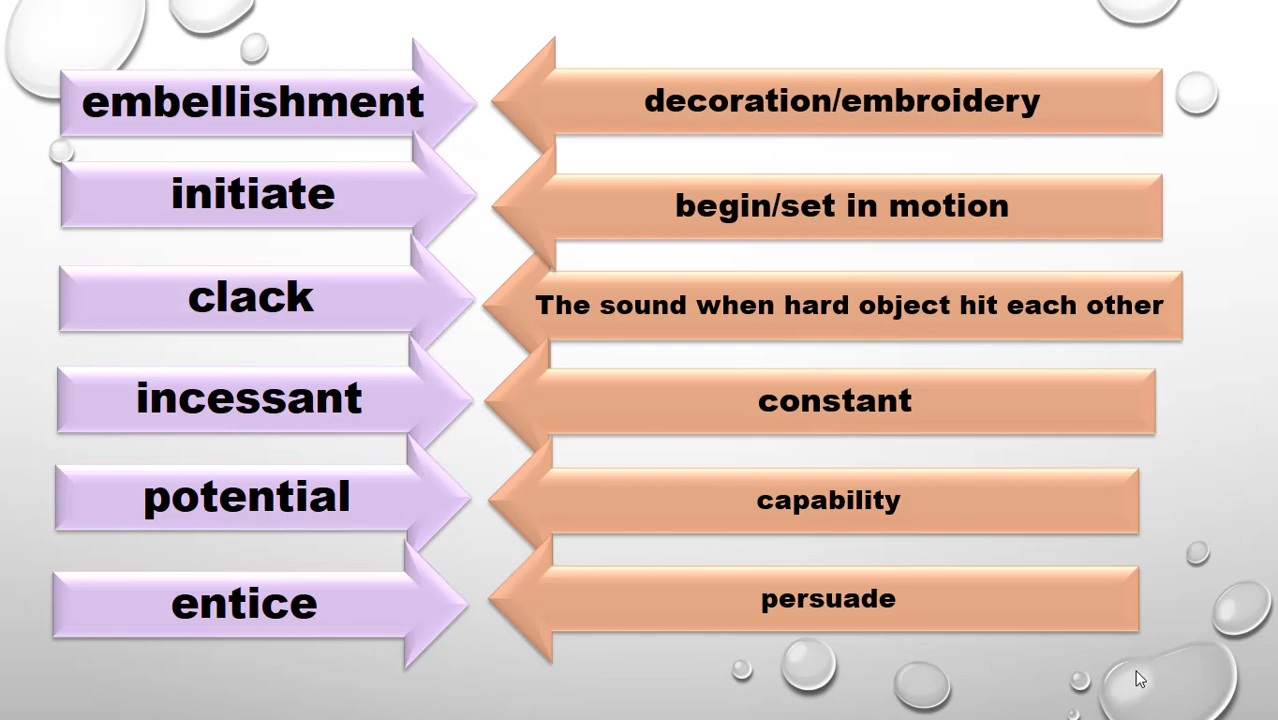 embellishment
decoration/embroidery
initiate
begin/set in motion
clack
The sound when hard object hit each other
incessant
constant
potential
capability
entice
persuade